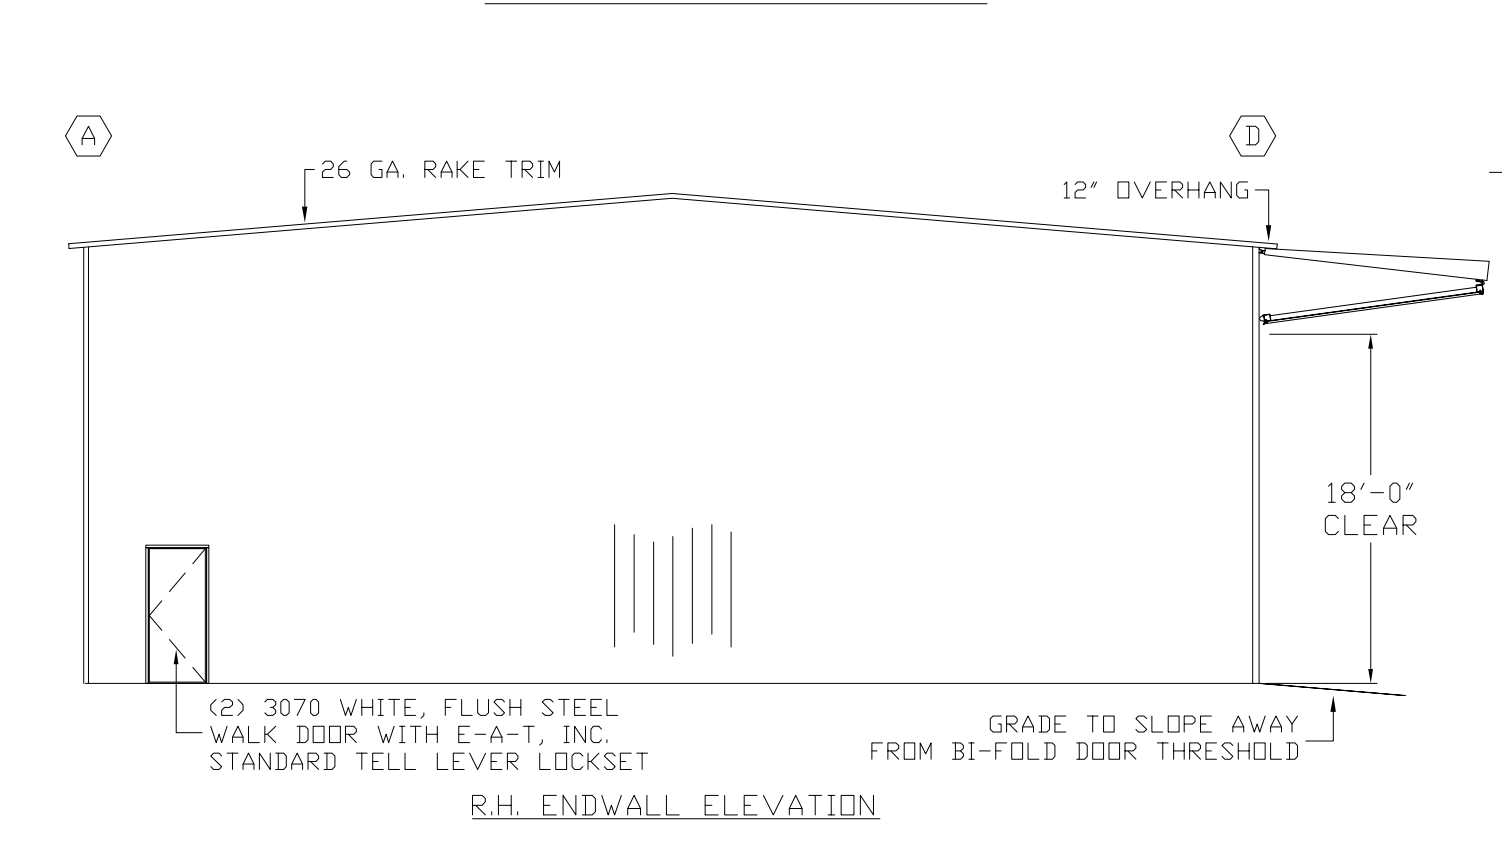 A
D
26 GA. RAKE TRIM
12" OVERHANG
18'-0"
CLEAR
(2) 3070 WHITE, FLUSH STEEL
WALK DOOR WITH E-A-T, INC.
STANDARD TELL LEVER LOCKSET
GRADE TO SLOPE AWAY
FROM BI-FOLD DOOR THRESHOLD
R.H. ENDWALL ELEVATION